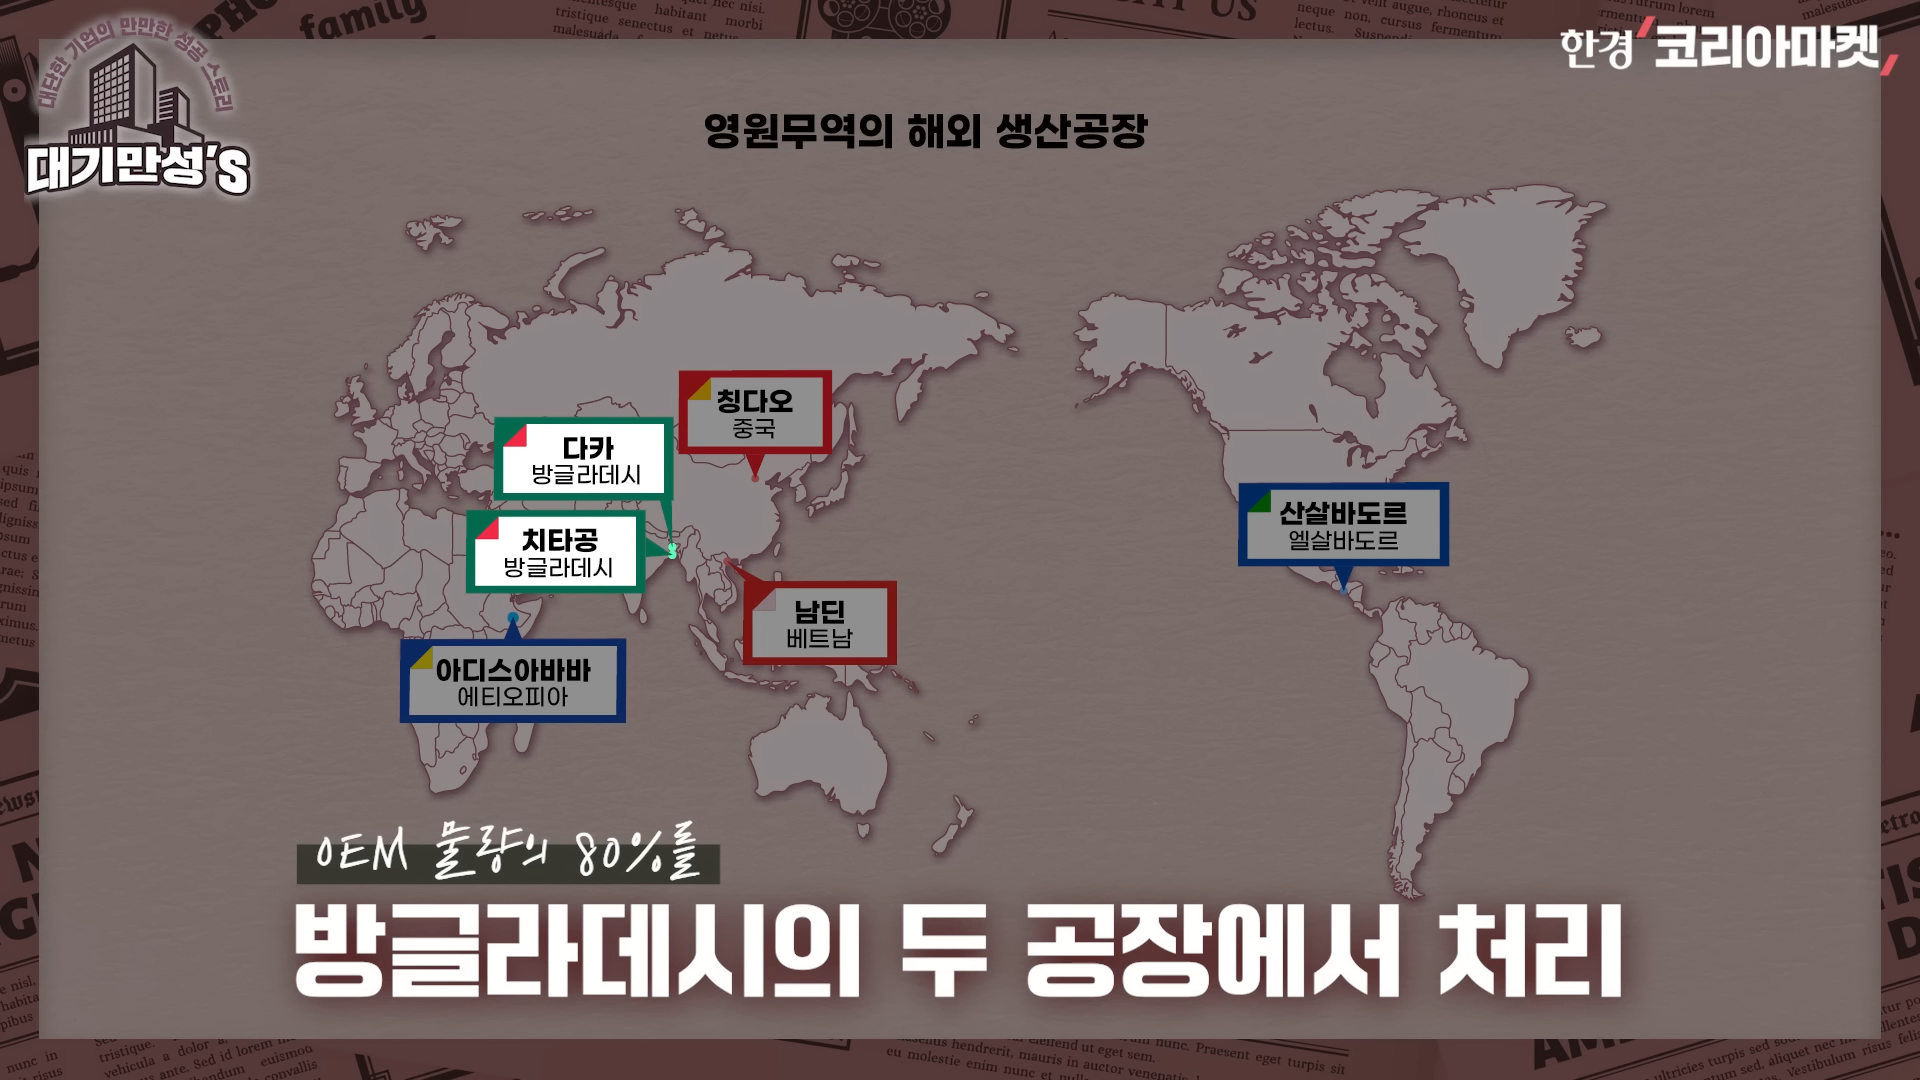 대단한 기업의 만만한 성공 스토리
대기만성'S
한경 코리아마켓
영원무역의 해외 생산공장
칭다오
중국
다카
방글라데시
치타공
방글라데시
산살바도르
엘살바도르
남딘
베트남
아디스아바바
에티오피아
OEM 물량의 80%를
방글라데시의 두 공장에서 처리
family
tristique senectus et netus